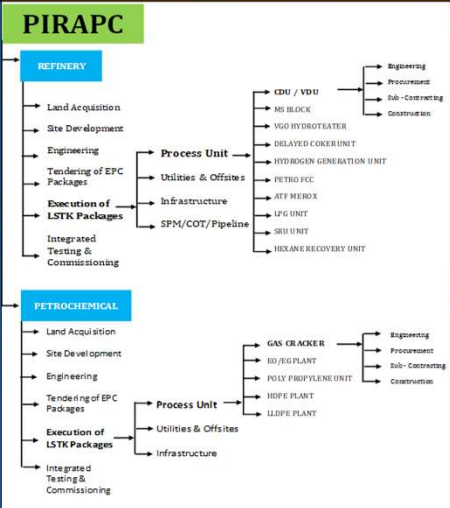 PIRAPC
REFINERY
Land Acquisition
Site Development
Engineering
Tendering of EPC
Packages
Execution of
LSTK Packages
Integrated
Testing &
Commissioning
Process Unit
Utilities & Offsites
Infrastructure
SPM/COT/Pipeline
CDU / VDU
MS BLOCK
VGO HYDROTEATER
DELAYED COKER UNIT
HYDROGEN GENERATION UNIT
PETRO FCC
ATF MEROX
LPG UNIT
SRU UNIT
HEXANE RECOVERY UNIT
Engineering
Procurement
Sub - Contracting
Construction
PETROCHEMICAL
Land Acquisition
Site Development
Engineering
Tendering of EPC
Packages
Execution of
LSTK Packages
Integrated
Testing &
Commissioning
Process Unit
Utilities & Offsites
Infrastructure
GAS CRACKER
EO/EG PLANT
POLY PROPYLENE UNIT
HDPE PLANT
LLDPE PLANT
Engineering
Procurement
Sub - Contracting
Construction